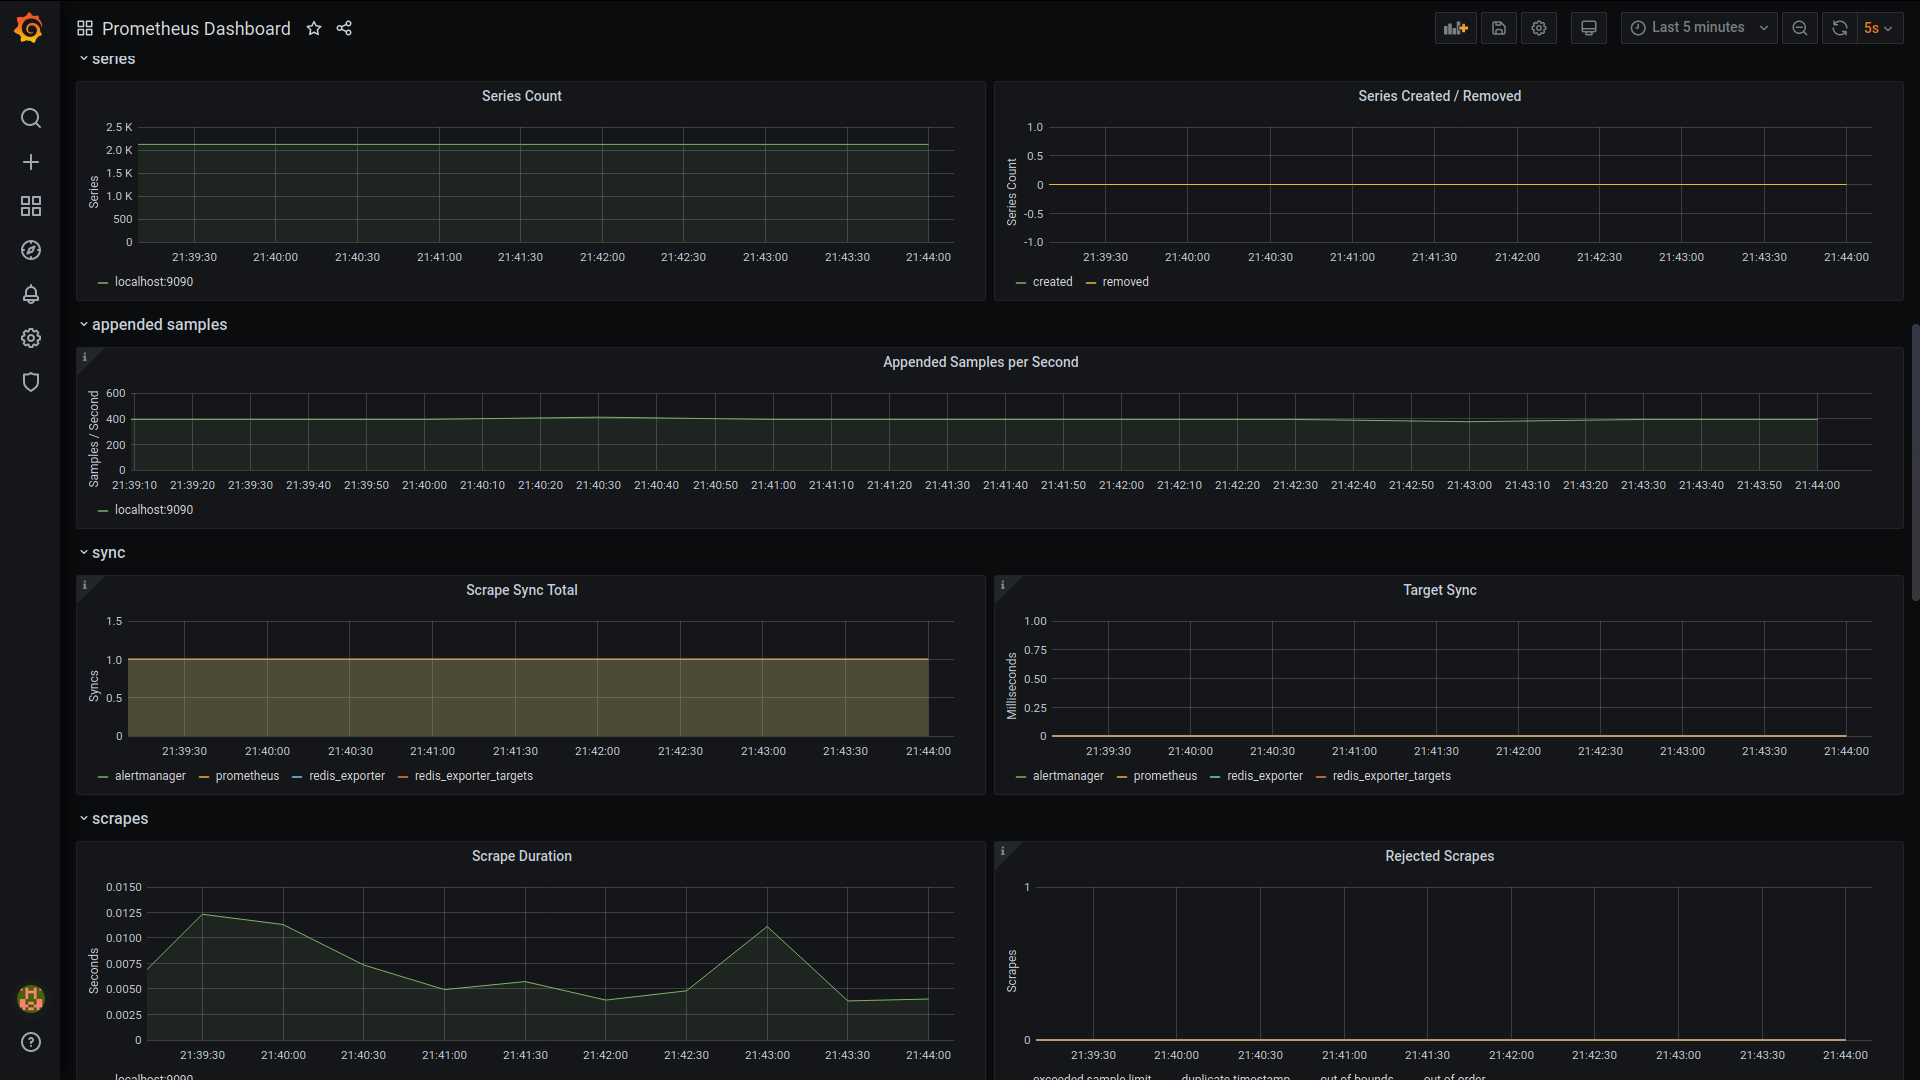 Prometheus Dashboard
Last 5 minutes
5s
series
Series Count
2.5 K
2.0 K
1.5 K
1.0 K
500
0
Series
21:39:30 21:40:00 21:40:30 21:41:00 21:41:30 21:42:00 21:42:30 21:43:00 21:43:30 21:44:00
localhost:9090
Series Created / Removed
1.0
0.5
0
-0.5
-1.0
Series Count
21:39:30 21:40:00 21:40:30 21:41:00 21:41:30 21:42:00 21:42:30 21:43:00 21:43:30 21:44:00
created removed
appended samples
i
Appended Samples per Second
600
400
200
0
Samples / Second
21:39:10 21:39:20 21:39:30 21:39:40 21:39:50 21:40:00 21:40:10 21:40:20 21:40:30 21:40:40 21:40:50 21:41:00 21:41:10 21:41:20 21:41:30 21:41:40 21:41:50 21:42:00 21:42:10 21:42:20 21:42:30 21:42:40 21:42:50 21:43:00 21:43:10 21:43:20 21:43:30 21:43:40 21:43:50 21:44:00
localhost:9090
sync
i
Scrape Sync Total
1.5
1.0
0.5
0
Syncs
21:39:30 21:40:00 21:40:30 21:41:00 21:41:30 21:42:00 21:42:30 21:43:00 21:43:30 21:44:00
alertmanager prometheus redis_exporter redis_exporter_targets
i
Target Sync
1.00
0.75
0.50
0.25
0
Milliseconds
21:39:30 21:40:00 21:40:30 21:41:00 21:41:30 21:42:00 21:42:30 21:43:00 21:43:30 21:44:00
alertmanager prometheus redis_exporter redis_exporter_targets
scrapes
Scrape Duration
0.0150
0.0125
0.0100
0.0075
0.0050
0.0025
0
Seconds
21:39:30 21:40:00 21:40:30 21:41:00 21:41:30 21:42:00 21:42:30 21:43:00 21:43:30 21:44:00
localhost:9090
i
Rejected Scrapes
1
0
Scrapes
21:39:30 21:40:00 21:40:30 21:41:00 21:41:30 21:42:00 21:42:30 21:43:00 21:43:30 21:44:00
exceeded sample limit duplicate timestamp out of bounds out of order